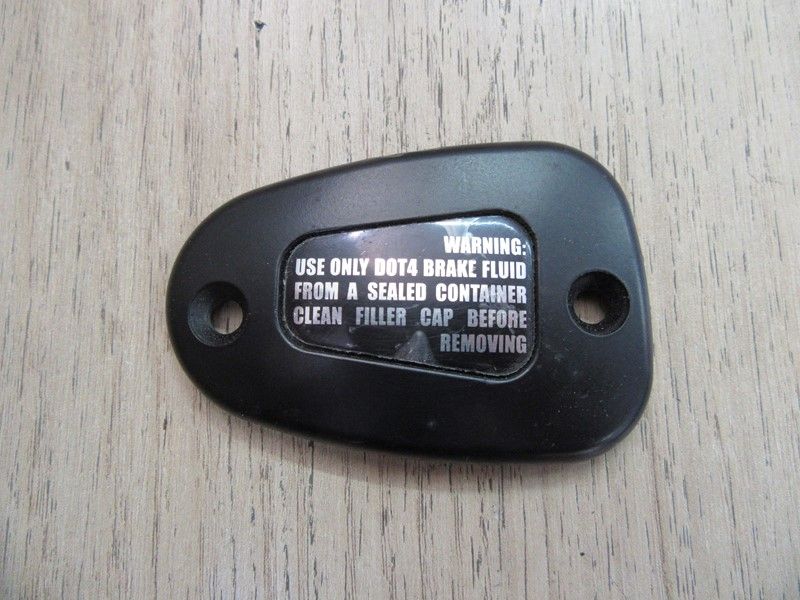 WARNING:
USE ONLY DOT4 BRAKE FLUID
FROM A SEALED CONTAINER
CLEAN FILLER CAP BEFORE
REMOVING